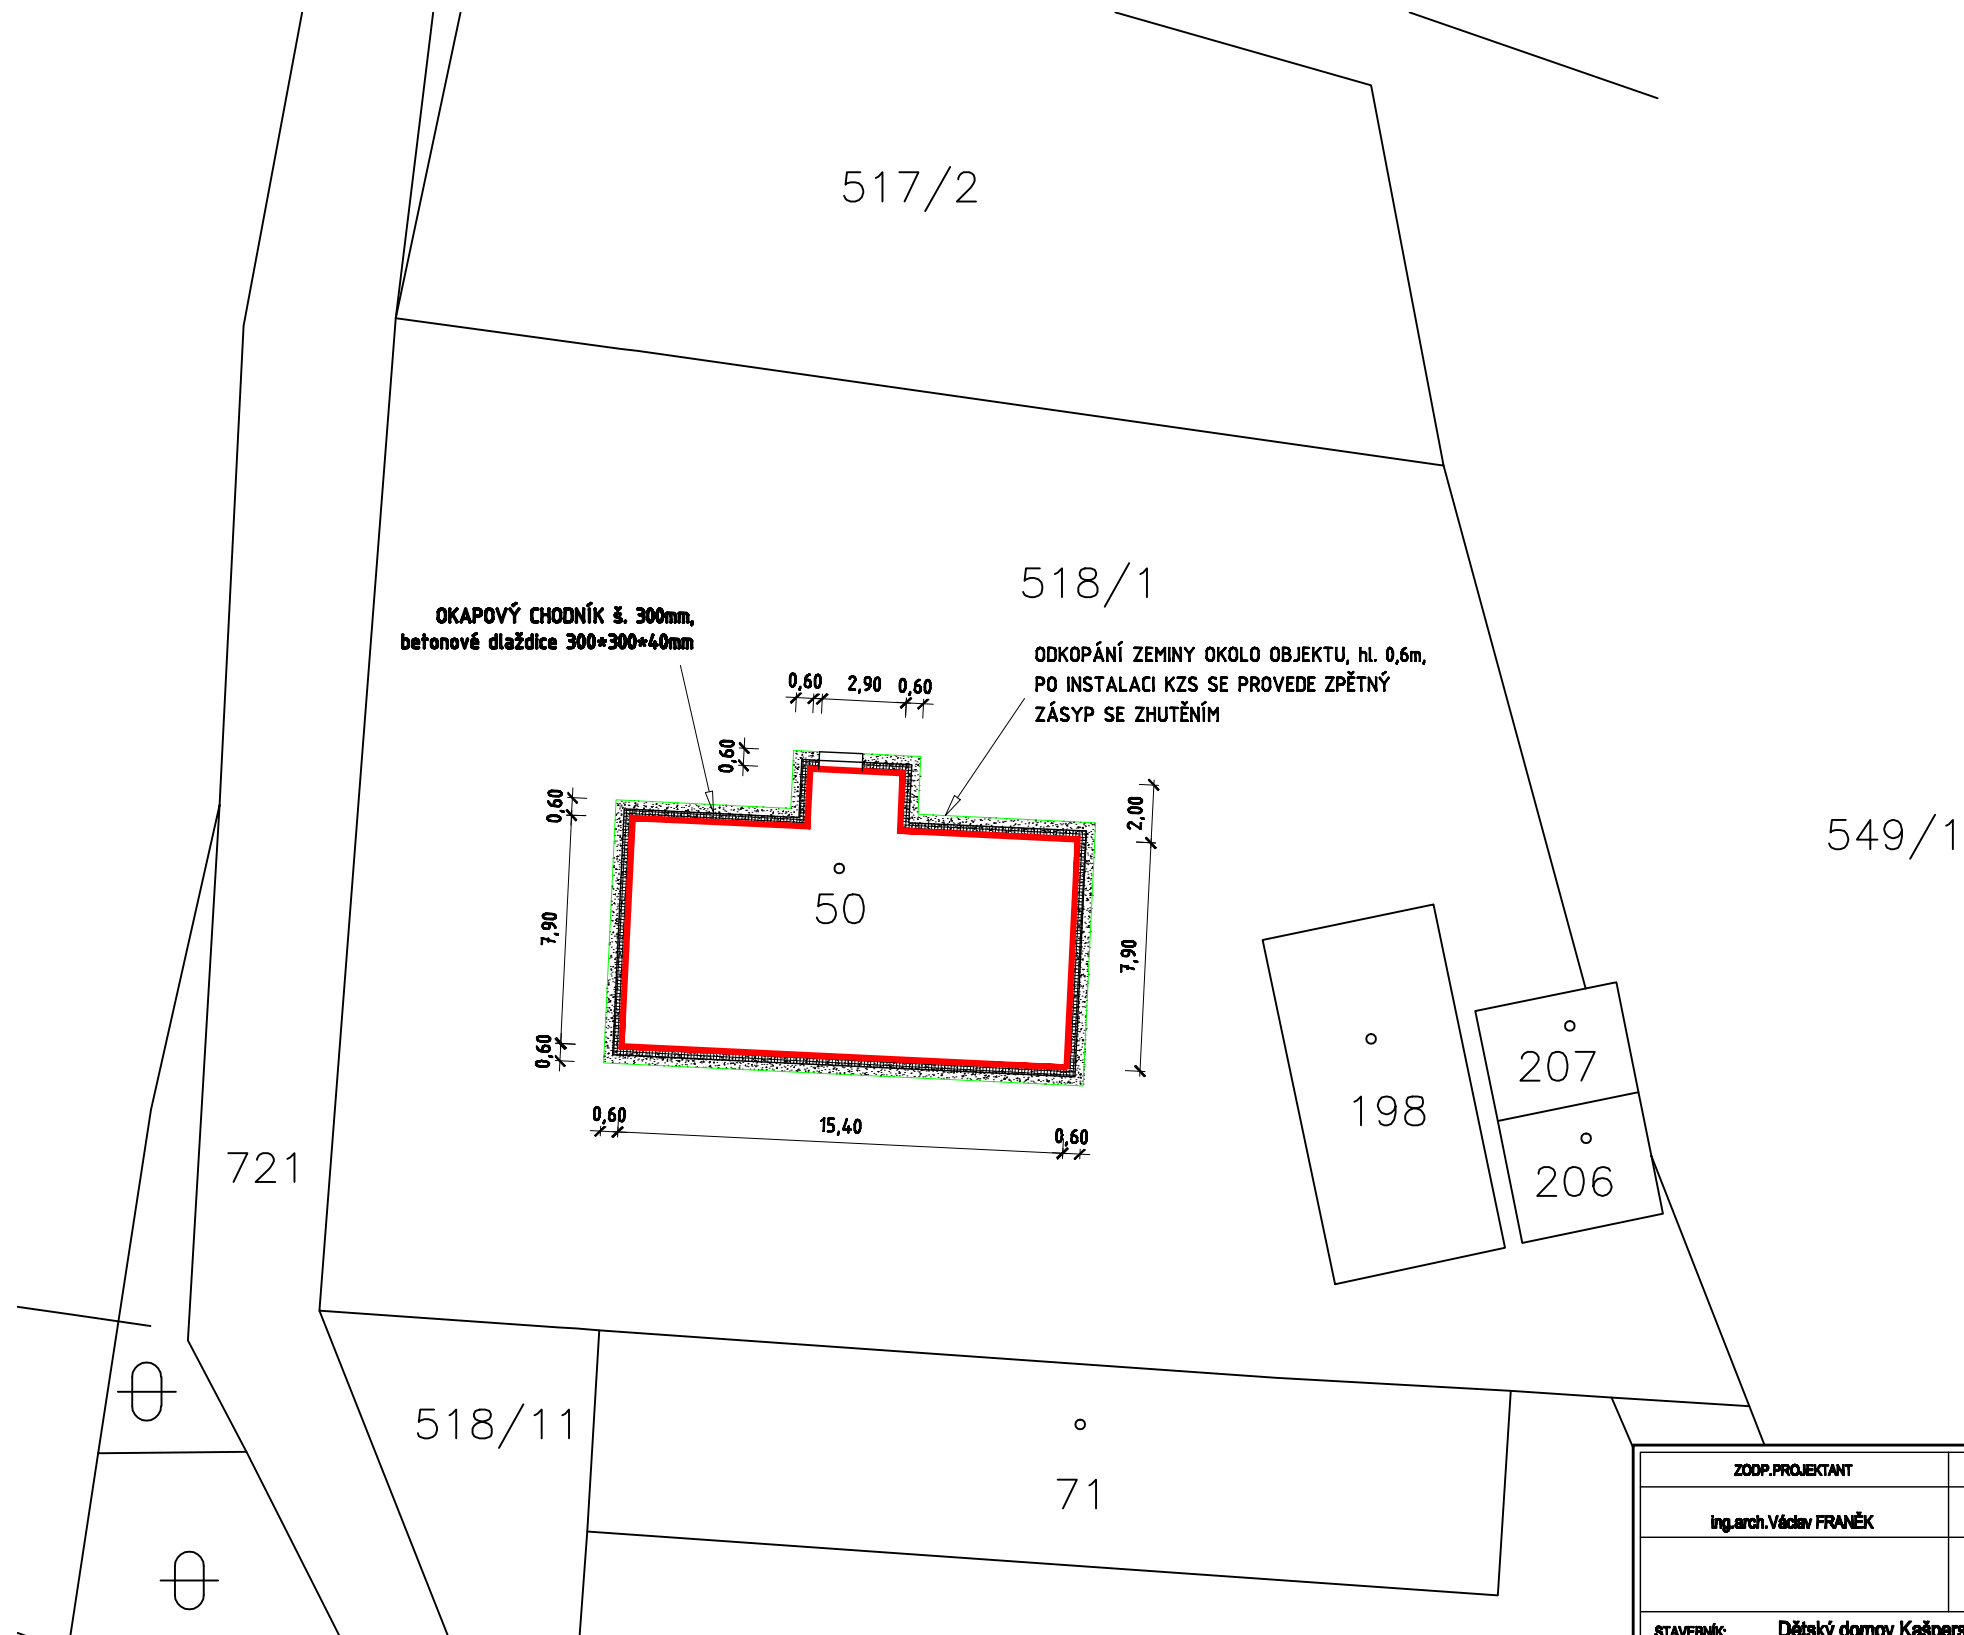 517/2
518/1
OKAPOVÝ CHODNÍK š. 300mm,
betonové dlaždice 300*300*40mm
ODKOPÁNÍ ZEMINY OKOLO OBJEKTU, hl. 0,6m,
PO INSTALACI KZS SE PROVEDE ZPĚTNÝ
ZÁSYP SE ZHUTĚNÍM
0,60 2,90 0,60
0,60
0,60
2,00
549/1
50
7,90
7,90
0,60
207
198
0,60
15,40
0,60
721
206
518/11
71
ZODP.PROJEKTANT
ing.arch.Václav FRANĚK
STAVEBNÍK: Dětský domov Kašpers